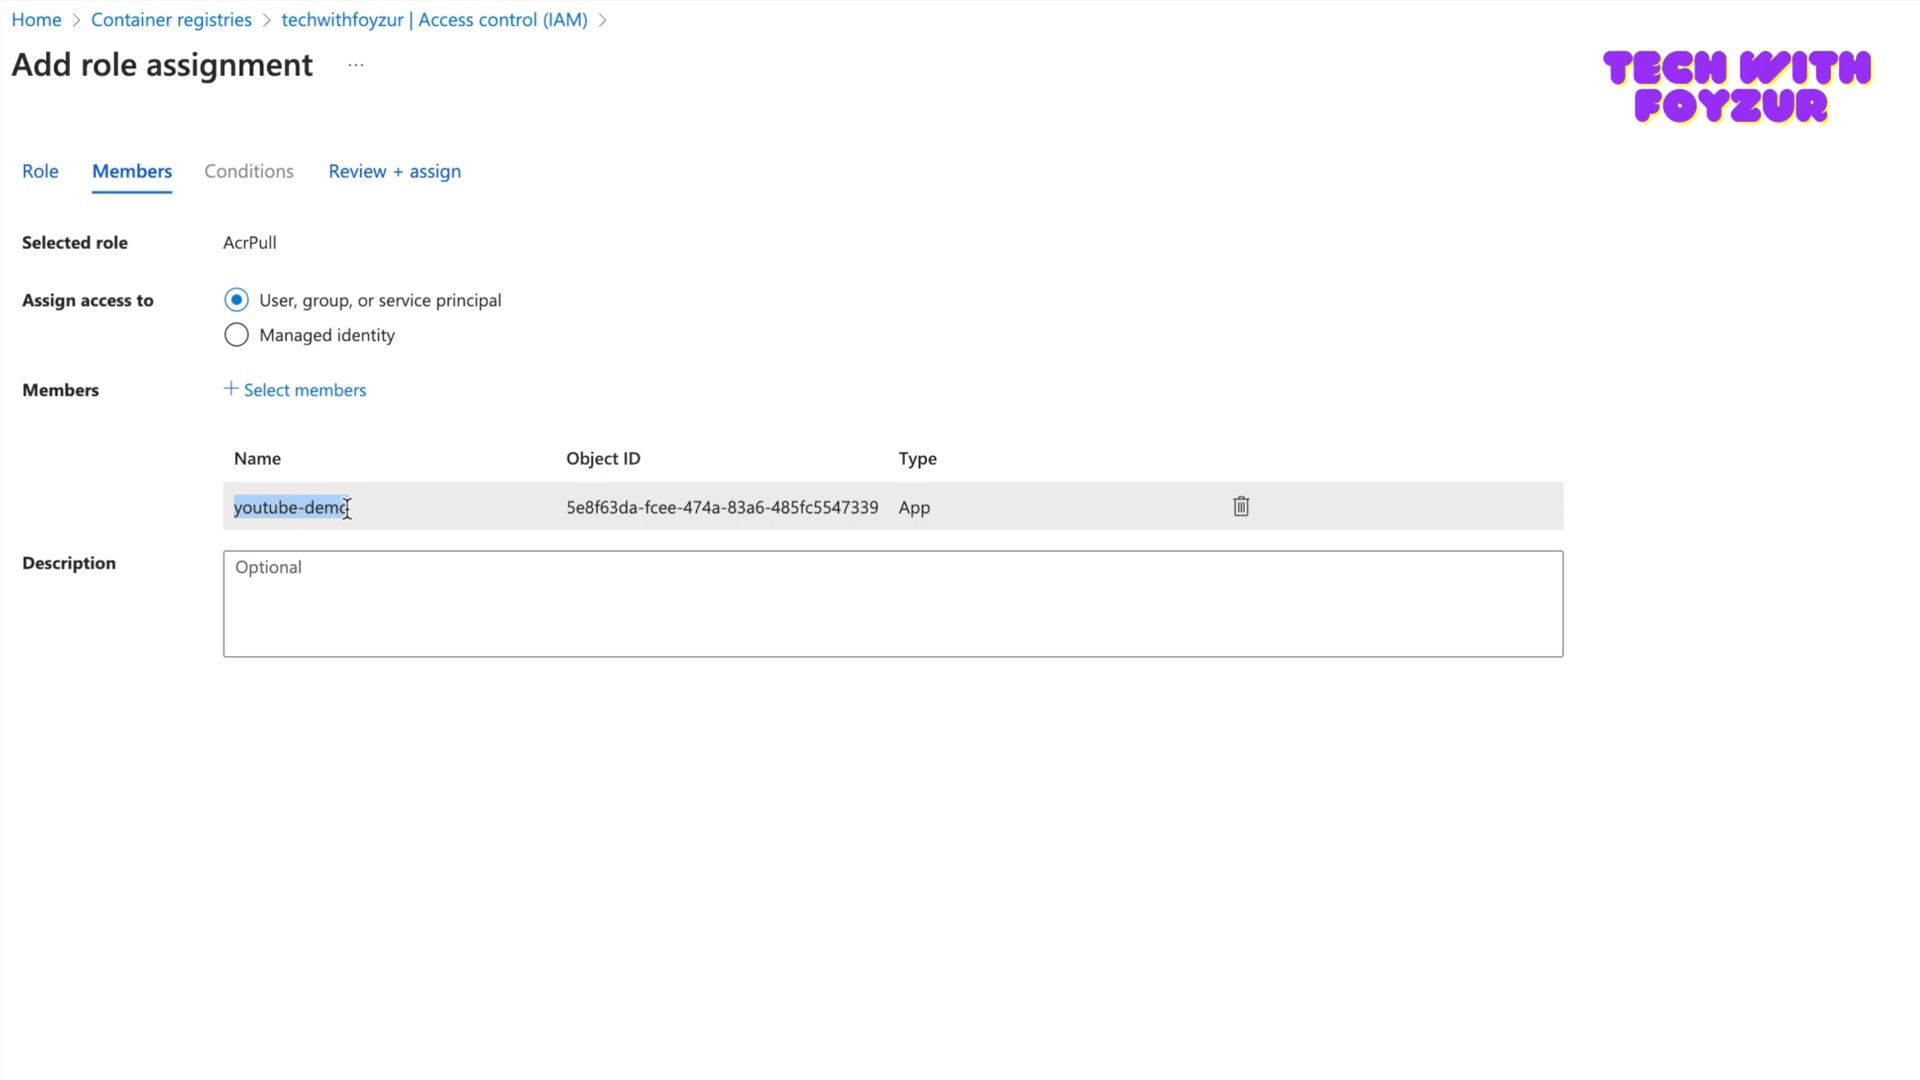 Home > Container registries > techwithfoyzur | Access control (IAM) >
Add role assignment ...
TECH WITH
FOYZUR
Role Members Conditions Review + assign
Selected role AcrPull
Assign access to User, group, or service principal
Managed identity
Members + Select members
Name Object ID Type
youtube-demo 5e8f63da-fcee-474a-83a6-485fc5547339 App
Description Optional